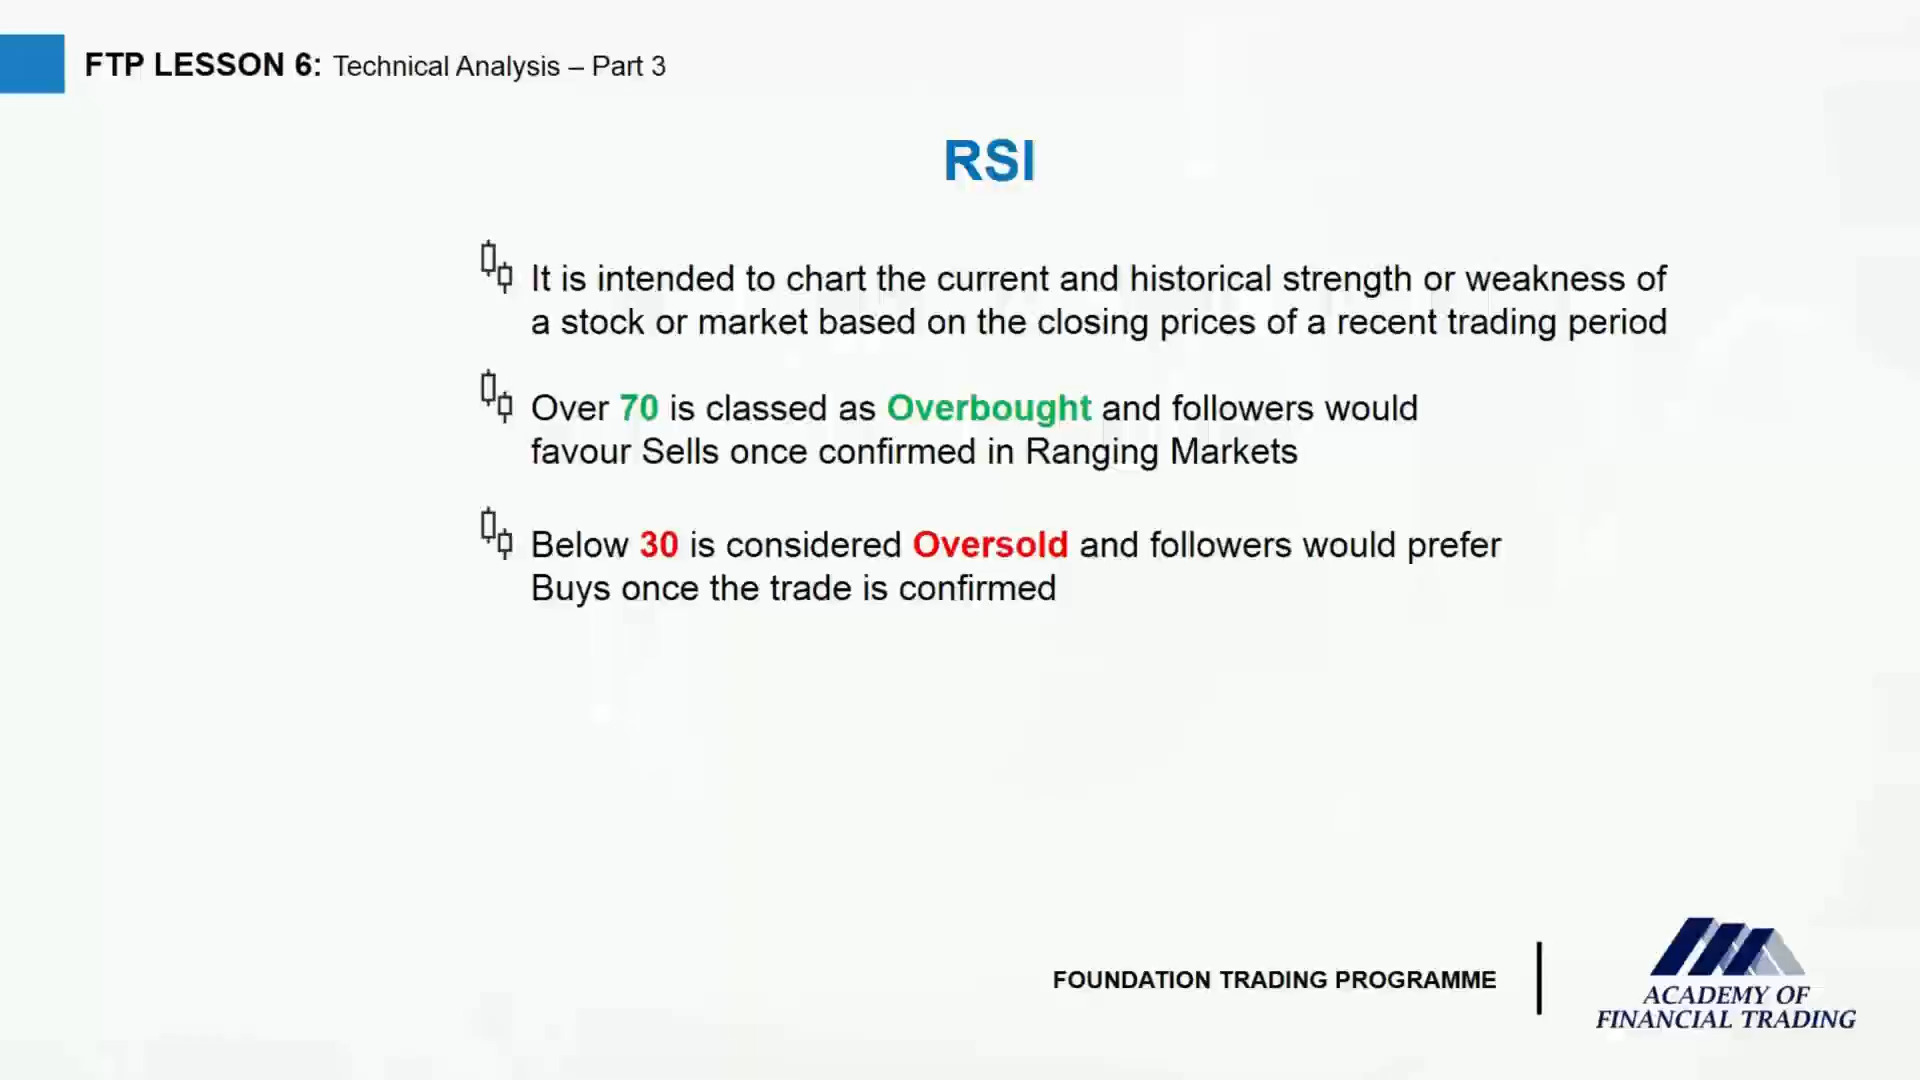 FTP LESSON 6: Technical Analysis – Part 3
RSI
It is intended to chart the current and historical strength or weakness of
a stock or market based on the closing prices of a recent trading period
Over 70 is classed as Overbought and followers would
favour Sells once confirmed in Ranging Markets
Below 30 is considered Oversold and followers would prefer
Buys once the trade is confirmed
FOUNDATION TRADING PROGRAMME
ACADEMY OF
FINANCIAL TRADING